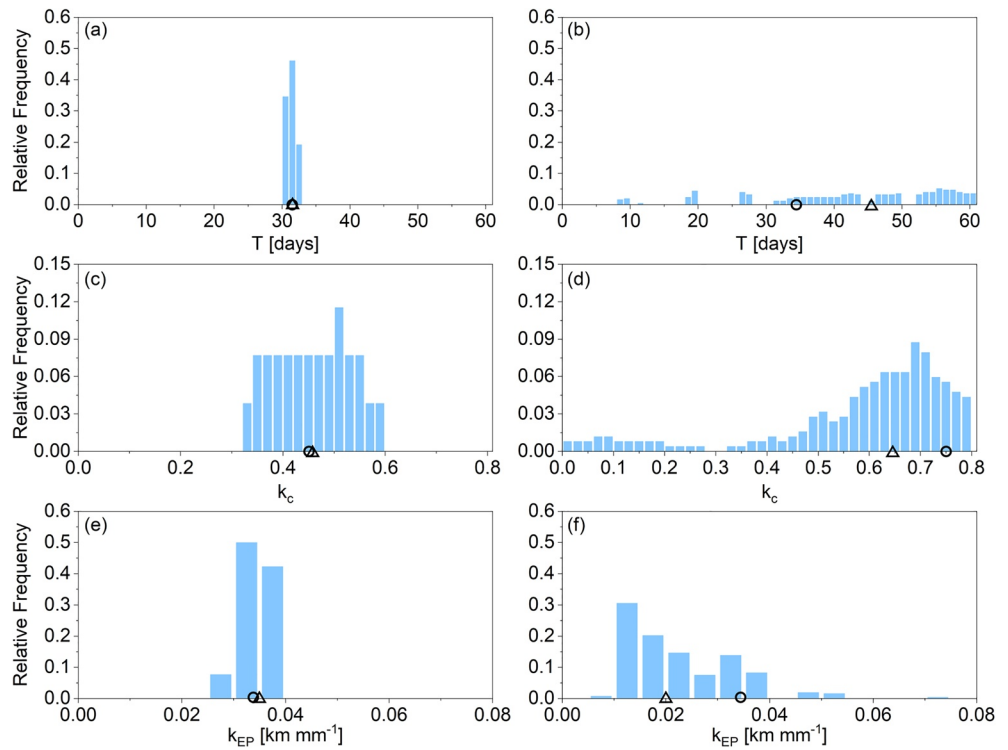 (a)
Relative Frequency
0.6
0.5
0.4
0.3
0.2
0.1
0.0
0 10 20 30 40 50 60
T [days]
(b)
0.6
0.5
0.4
0.3
0.2
0.1
0.0
0 10 20 30 40 50 60
T [days]
(c)
Relative Frequency
0.15
0.12
0.09
0.06
0.03
0.00
0.0 0.2 0.4 0.6 0.8
kc
(d)
Relative Frequency
0.15
0.12
0.09
0.06
0.03
0.00
0.0 0.1 0.2 0.3 0.4 0.5 0.6 0.7 0.8
kc
(e)
Relative Frequency
0.6
0.5
0.4
0.3
0.2
0.1
0.0
0.00 0.02 0.04 0.06 0.08
kEP [km mm⁻¹]
(f)
0.6
0.5
0.4
0.3
0.2
0.1
0.0
0.00 0.02 0.04 0.06 0.08
kEP [km mm⁻¹]